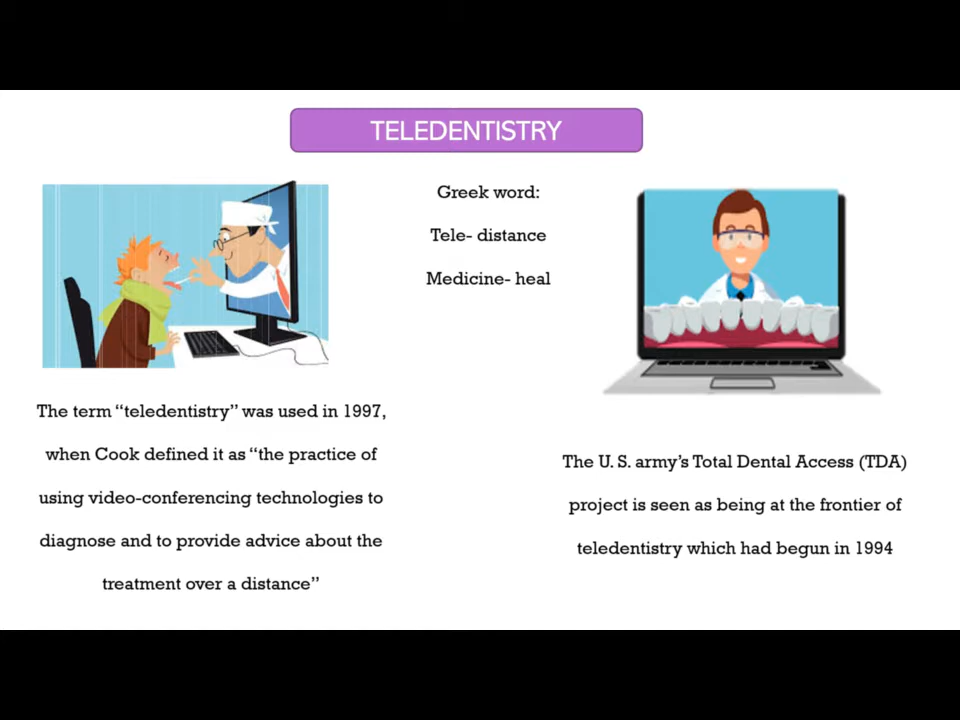 TELEDENTISTRY
Greek word:
Tele- distance
Medicine- heal
The term “teledentistry” was used in 1997,
when Cook defined it as “the practice of
using video-conferencing technologies to
diagnose and to provide advice about the
treatment over a distance”
The U. S. army’s Total Dental Access (TDA)
project is seen as being at the frontier of
teledentistry which had begun in 1994